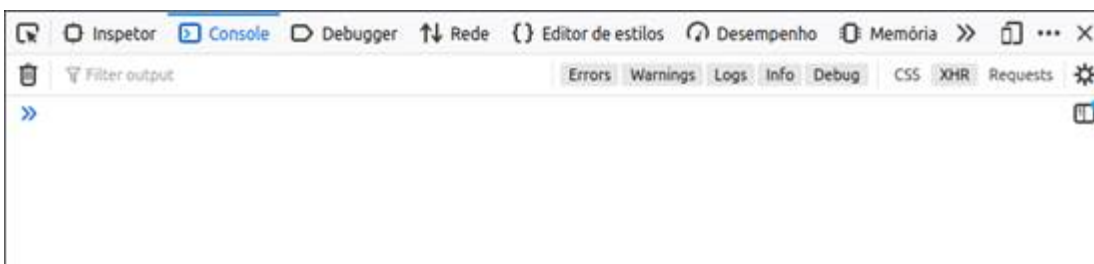 Inspetor Console Debugger Rede Editor de estilos Desempenho Memória
Filter output Errors Warnings Logs Info Debug CSS XHR Requests